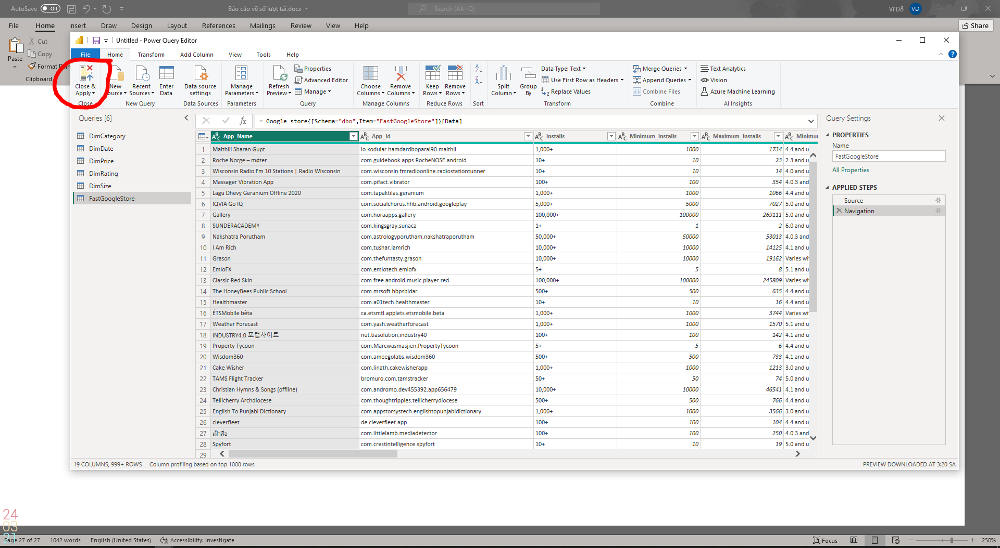 AutoSave Off Báo cáo về số lượt tải.docx Search (Alt+Q) Vĩ Đỗ VĐ
File Home Insert Draw Design Layout References Mailings Review View Help Share
Paste Cut Copy Clipboard
Untitled - Power Query Editor
File Home Transform Add Column View Tools Help
Close & Apply
New Source
Recent Sources
Enter Data
Data source settings
Manage Parameters
Refresh Preview
Properties
Advanced Editor
Manage
Choose Columns
Remove Columns
Keep Rows
Remove Rows
Split Column
Group By
Data Type: Text
Use First Row as Headers
Replace Values
Merge Queries
Append Queries
Combine Files
Text Analytics
Vision
Azure Machine Learning
Close New Query Data Sources Parameters Query Manage Columns Reduce Rows Sort Transform Combine AI Insights
Queries [6]
DimCategory
DimDate
DimPrice
DimRating
DimSize
FastGoogleStore
= Google_store{[Schema="dbo",Item="FastGoogleStore"]}[Data]
App_Name App_Id Installs Minimum_Installs Maximum_Installs
1 Maithili Sharan Gupt io.kodular.hamdardboparai90.maithli 1,000+ 1000 1734 4.4 and u
2 Roche Norge – møter com.guidebook.apps.RocheNOSE.android 10+ 10 23 2.3 and u
3 Wisconsin Radio Fm 10 Stations | Radio Wisconsin com.wisconsin.fmradioonline.radiostationtunner 10+ 10 14 4.0 and u
4 Massager Vibration App com.pifact.vibrator 100+ 100 354 4.0.3 and
5 Lagu Dhevy Geranium Offline 2020 com.tapaktilas.geranium 1,000+ 1000 1066 4.4 and u
6 IQVIA Go IQ com.socialchorus.hhb.android.googleplay 5,000+ 5000 7027 5.0 and u
7 Gallery com.horaapps.gallery 100,000+ 100000 269111 5.0 and u
8 SUNDERACADEMY com.kingsgray.sunaca 1+ 1 2 6.0 and u
9 Nakshatra Porutham com.astrologyporutham.nakshatraporutham 50,000+ 50000 53013 4.0.3 and
10 I Am Rich com.tushar.iamrich 10,000+ 10000 14125 4.1 and u
11 Grason com.thefuntasty.grason 10,000+ 10000 19162 Varies wi
12 EmloFX com.emlotech.emlofx 5+ 5 8 5.1 and u
13 Classic Red Skin com.free.android.music.player.red 100,000+ 100000 245809 Varies wi
14 The HoneyBees Public School com.mrsoft.hbpsbidar 500+ 500 635 4.4 and u
15 Healthmaster com.a01tech.healthmaster 10+ 10 16 4.4 and u
16 ÉTSMobile bêta ca.etsmtl.applets.etsmobile.beta 1,000+ 1000 3744 Varies wi
17 Weather Forecast com.yash.weatherforecast 1,000+ 1000 1570 5.1 and u
18 INDUSTRY4.0 포럼사이트 net.tiasolution.industry40 100+ 100 142 4.1 and u
19 Property Tycoon com.Marcwasmasjien.PropertyTycoon 5+ 5 6 4.4 and u
20 Wisdom360 com.ameegolabs.wisdom360 500+ 500 733 4.1 and u
21 Cake Wisher com.linath.cakewisherapp 1,000+ 1000 1213 3.0 and u
22 TAMS Flight Tracker bromuro.com.tamstracker 50+ 50 74 5.0 and u
23 Christian Hymns & Songs (offline) com.andromo.dev455392.app656479 10,000+ 10000 46541 4.1 and u
24 Tellicherry Archdiocese com.thoughtripples.tellicherrydiocese 500+ 500 766 4.4 and u
25 English To Punjabi Dictionary com.appstorsystech.englishtopunjabidictionary 1,000+ 1000 3566 3.0 and u
26 cleverfleet de.cleverfleet.app 100+ 100 104 4.4 and u
27 เฝ้าสื่อ com.littlelamb.mediadetector 100+ 100 250 4.0.3 and
28 Spyfort com.crestintelligence.spyfort 10+ 10 19 5.0 and u
29
Query Settings
PROPERTIES
Name
FastGoogleStore
All Properties
APPLIED STEPS
Source
Navigation
19 COLUMNS, 999+ ROWS Column profiling based on top 1000 rows PREVIEW DOWNLOADED AT 3:20 SA
24
03
21
Page 27 of 27 1042 words English (United States) Accessibility: Investigate Focus 250%